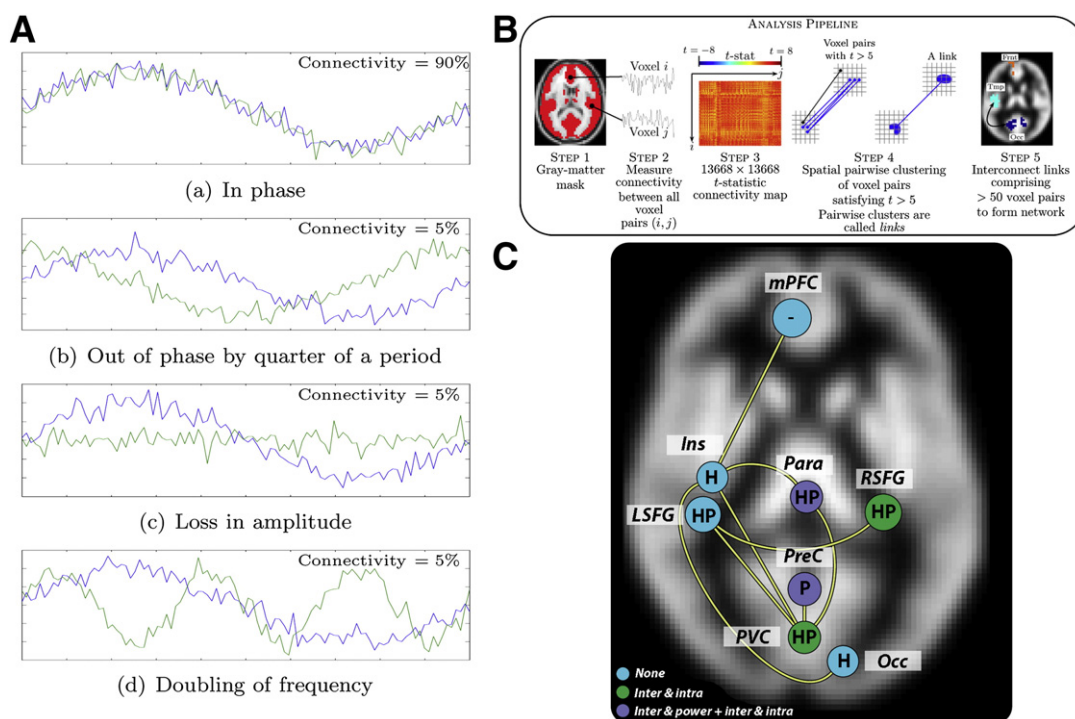 A
Connectivity = 90%
(a) In phase
Connectivity = 5%
(b) Out of phase by quarter of a period
Connectivity = 5%
(c) Loss in amplitude
Connectivity = 5%
(d) Doubling of frequency
B
ANALYSIS PIPELINE
Voxel i
Voxel j
t = −8
t-stat
t = 8
j
i
Voxel pairs
with t > 5
A link
Frnt
Tmp
Occ
STEP 1
Gray-matter
mask
STEP 2
Measure
connectivity
between all
voxel
pairs (i, j)
STEP 3
13668 × 13668
t-statistic
connectivity map
STEP 4
Spatial pairwise clustering
of voxel pairs
satisfying t > 5
Pairwise clusters are
called links
STEP 5
Interconnect links
comprising
> 50 voxel pairs
to form network
C
mPFC
-
Ins
H
Para
HP
RSFG
HP
LSFG
HP
PreC
P
PVC
HP
H
Occ
None
Inter & intra
Inter & power + inter & intra